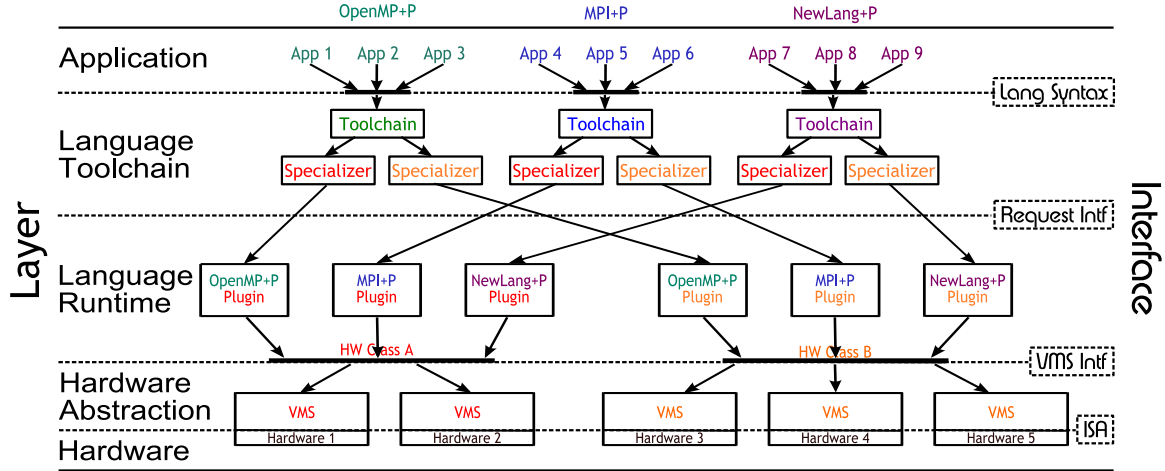 OpenMP+P MPI+P NewLang+P
Application App 1 App 2 App 3 App 4 App 5 App 6 App 7 App 8 App 9
Lang Syntax
Language
Toolchain
Toolchain Toolchain Toolchain
Specializer Specializer Specializer Specializer Specializer Specializer
Layer
Interface
Request Intf
Language
Runtime
OpenMP+P MPI+P NewLang+P OpenMP+P MPI+P NewLang+P
Plugin Plugin Plugin Plugin Plugin Plugin
HW Class A HW Class B
VMS Intf
Hardware
Abstraction
VMS VMS VMS VMS VMS
ISA
Hardware 1 Hardware 2 Hardware 3 Hardware 4 Hardware 5
Hardware